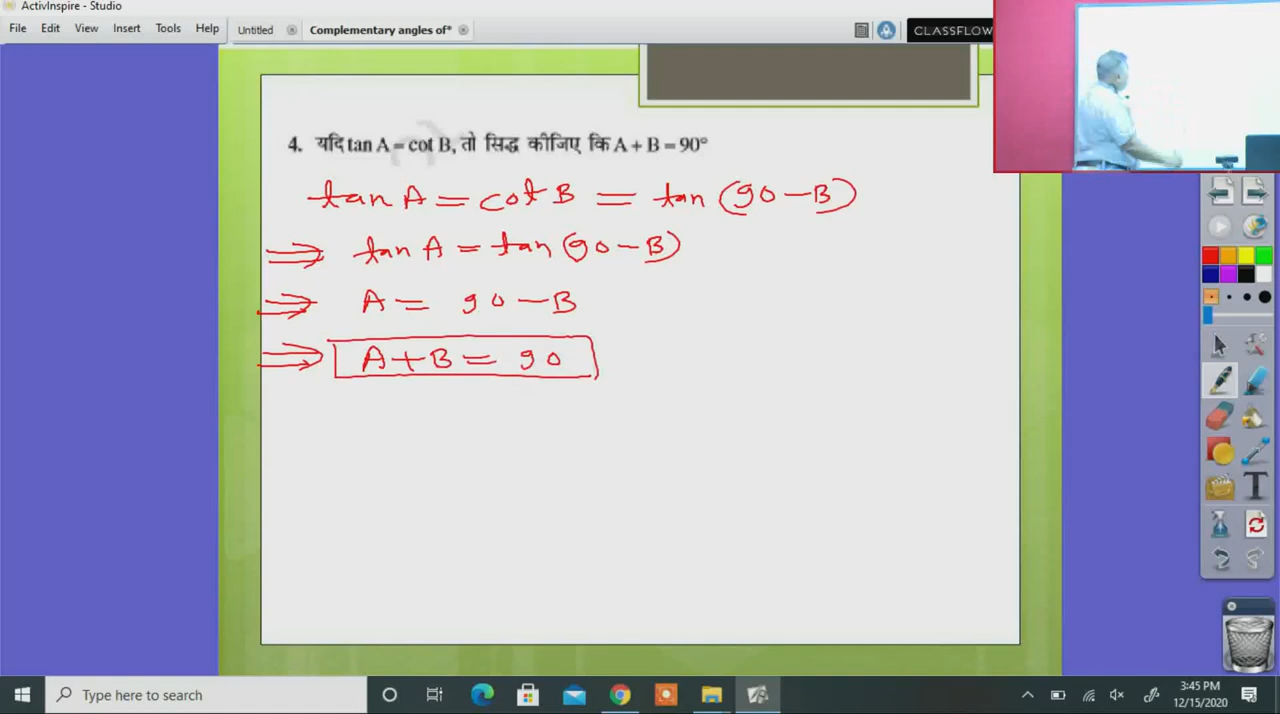 ActivInspire - Studio
File Edit View Insert Tools Help Untitled Complementary angles of* CLASSFLOW
4. यदि tan A = cot B, तो सिद्ध कीजिए कि A + B = 90°
tan A = cot B = tan (90 - B)
⇒ tan A = tan (90 - B)
⇒ A = 90 - B
⇒ A + B = 90
T
Type here to search
3:45 PM
12/15/2020